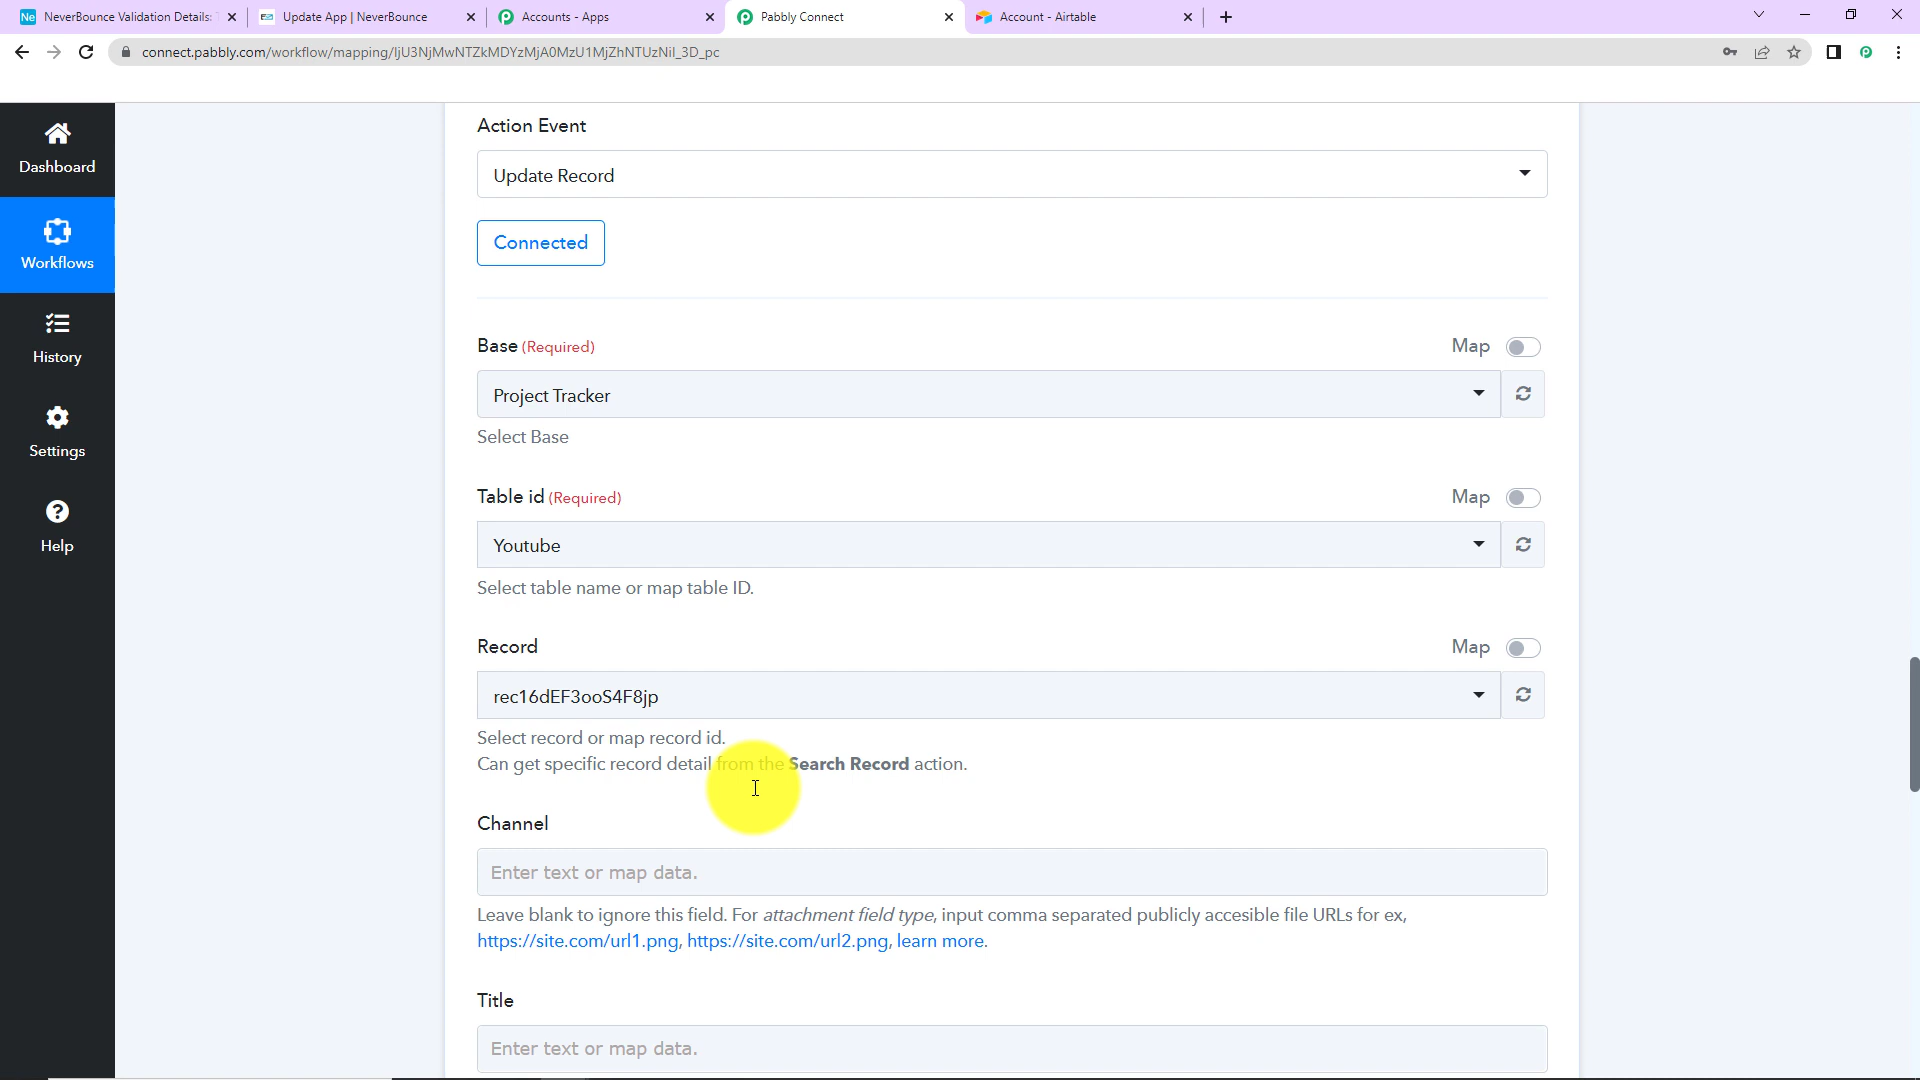 NeverBounce Validation Details:
Update App | NeverBounce
Accounts - Apps
Pabbly Connect
Account - Airtable
connect.pabbly.com/workflow/mapping/IjU3NjMwNTZkMDYzMjA0MzU1MjZhNTUzNiI_3D_pc
Dashboard
Workflows
History
Settings
Help
Action Event
Update Record
Connected
Base (Required)
Map
Project Tracker
Select Base
Table id (Required)
Map
Youtube
Select table name or map table ID.
Record
Map
rec16dEF3ooS4F8jp
Select record or map record id.
Can get specific record detail from the Search Record action.
Channel
Enter text or map data.
Leave blank to ignore this field. For attachment field type, input comma separated publicly accesible file URLs for ex,
https://site.com/url1.png, https://site.com/url2.png, learn more.
Title
Enter text or map data.